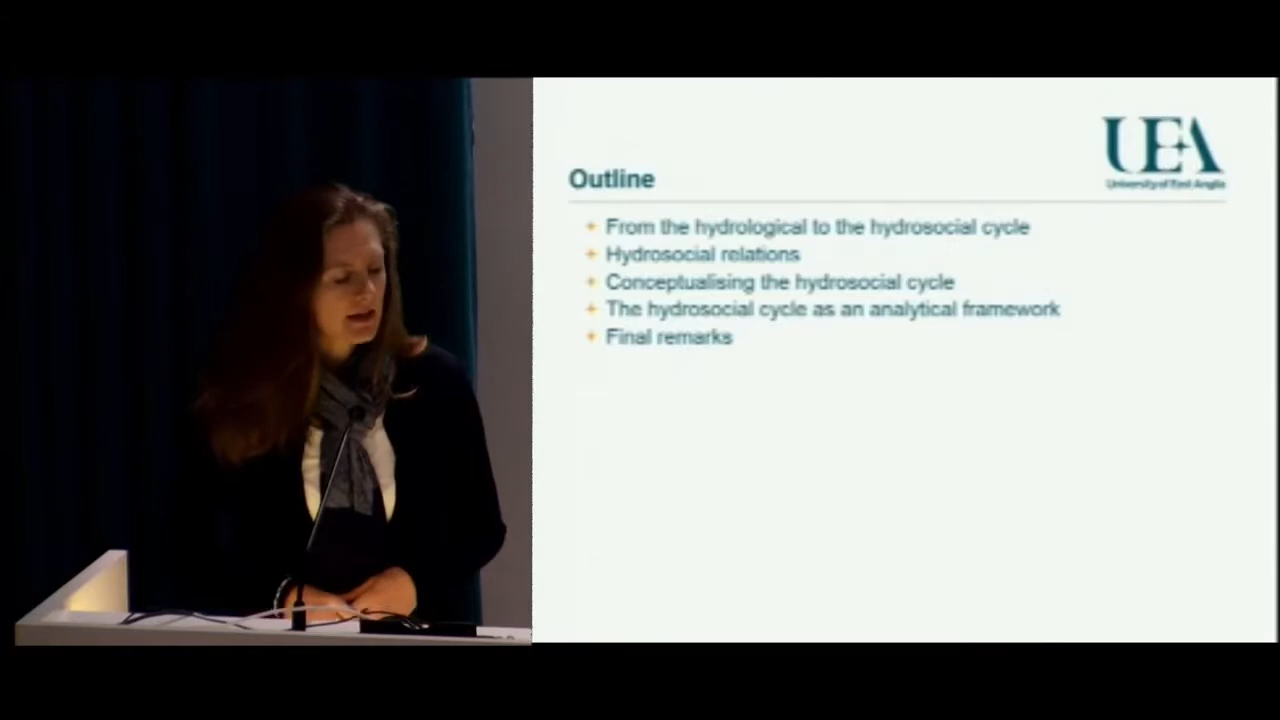 UEA
University of East Anglia
Outline
From the hydrological to the hydrosocial cycle
Hydrosocial relations
Conceptualising the hydrosocial cycle
The hydrosocial cycle as an analytical framework
Final remarks